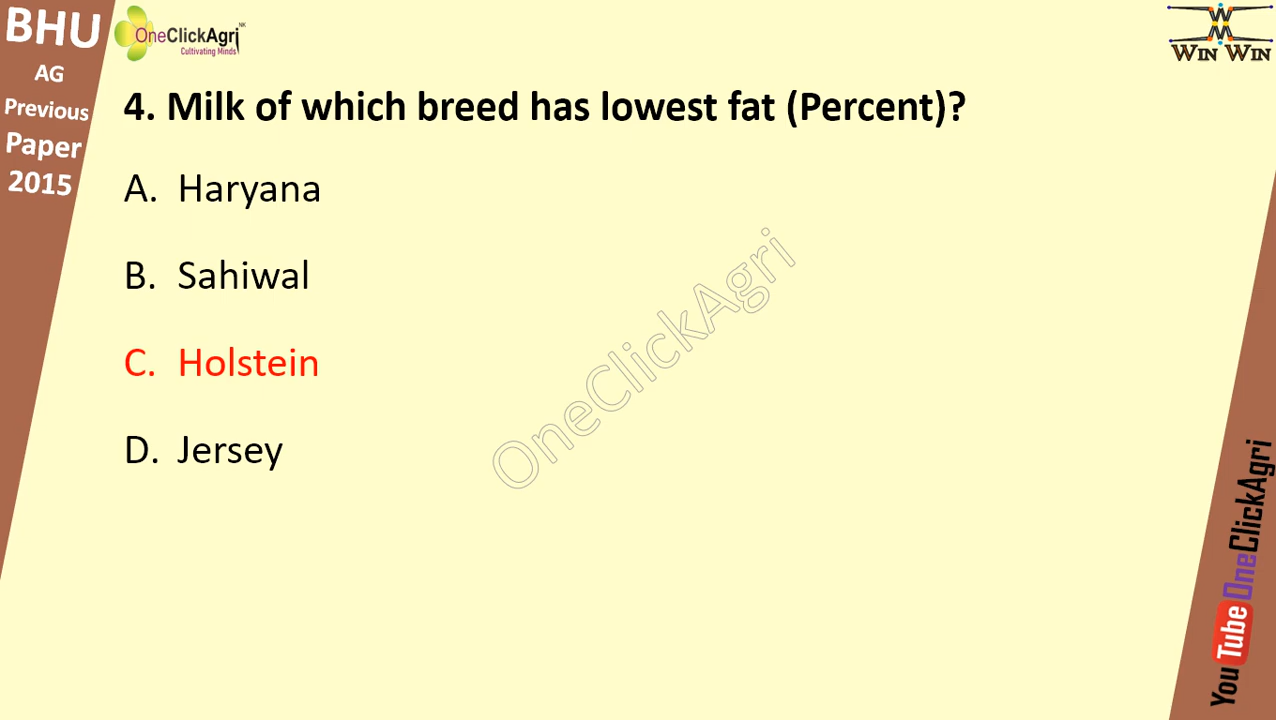 BHU
AG
Previous
Paper
2015
OneClickAgri
NK
Cultivating Minds
WIN WIN
4. Milk of which breed has lowest fat (Percent)?
A. Haryana
B. Sahiwal
C. Holstein
D. Jersey
OneClickAgri
YouTube OneClickAgri